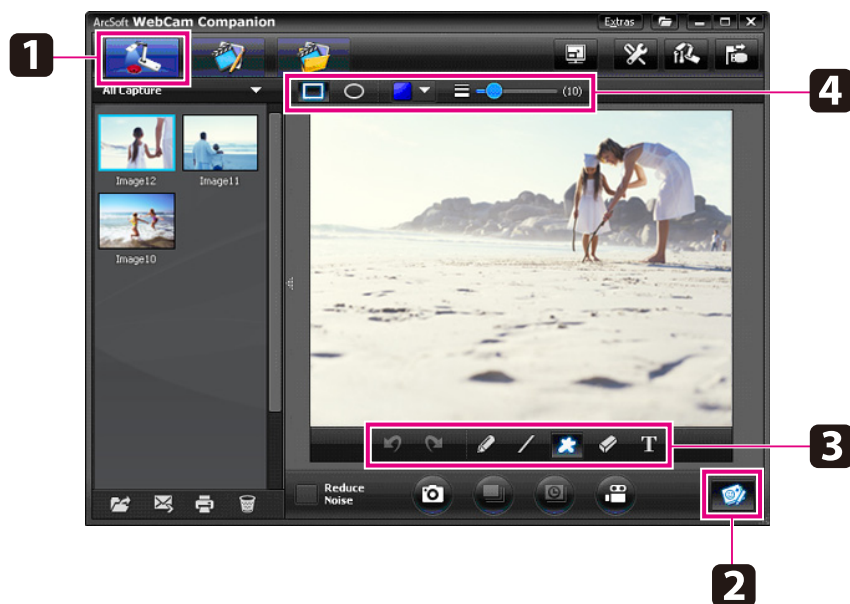 ArcSoft WebCam Companion
Extras
1
4
All Capture
(10)
Image12
Image11
Image10
T
3
Reduce
Noise
2